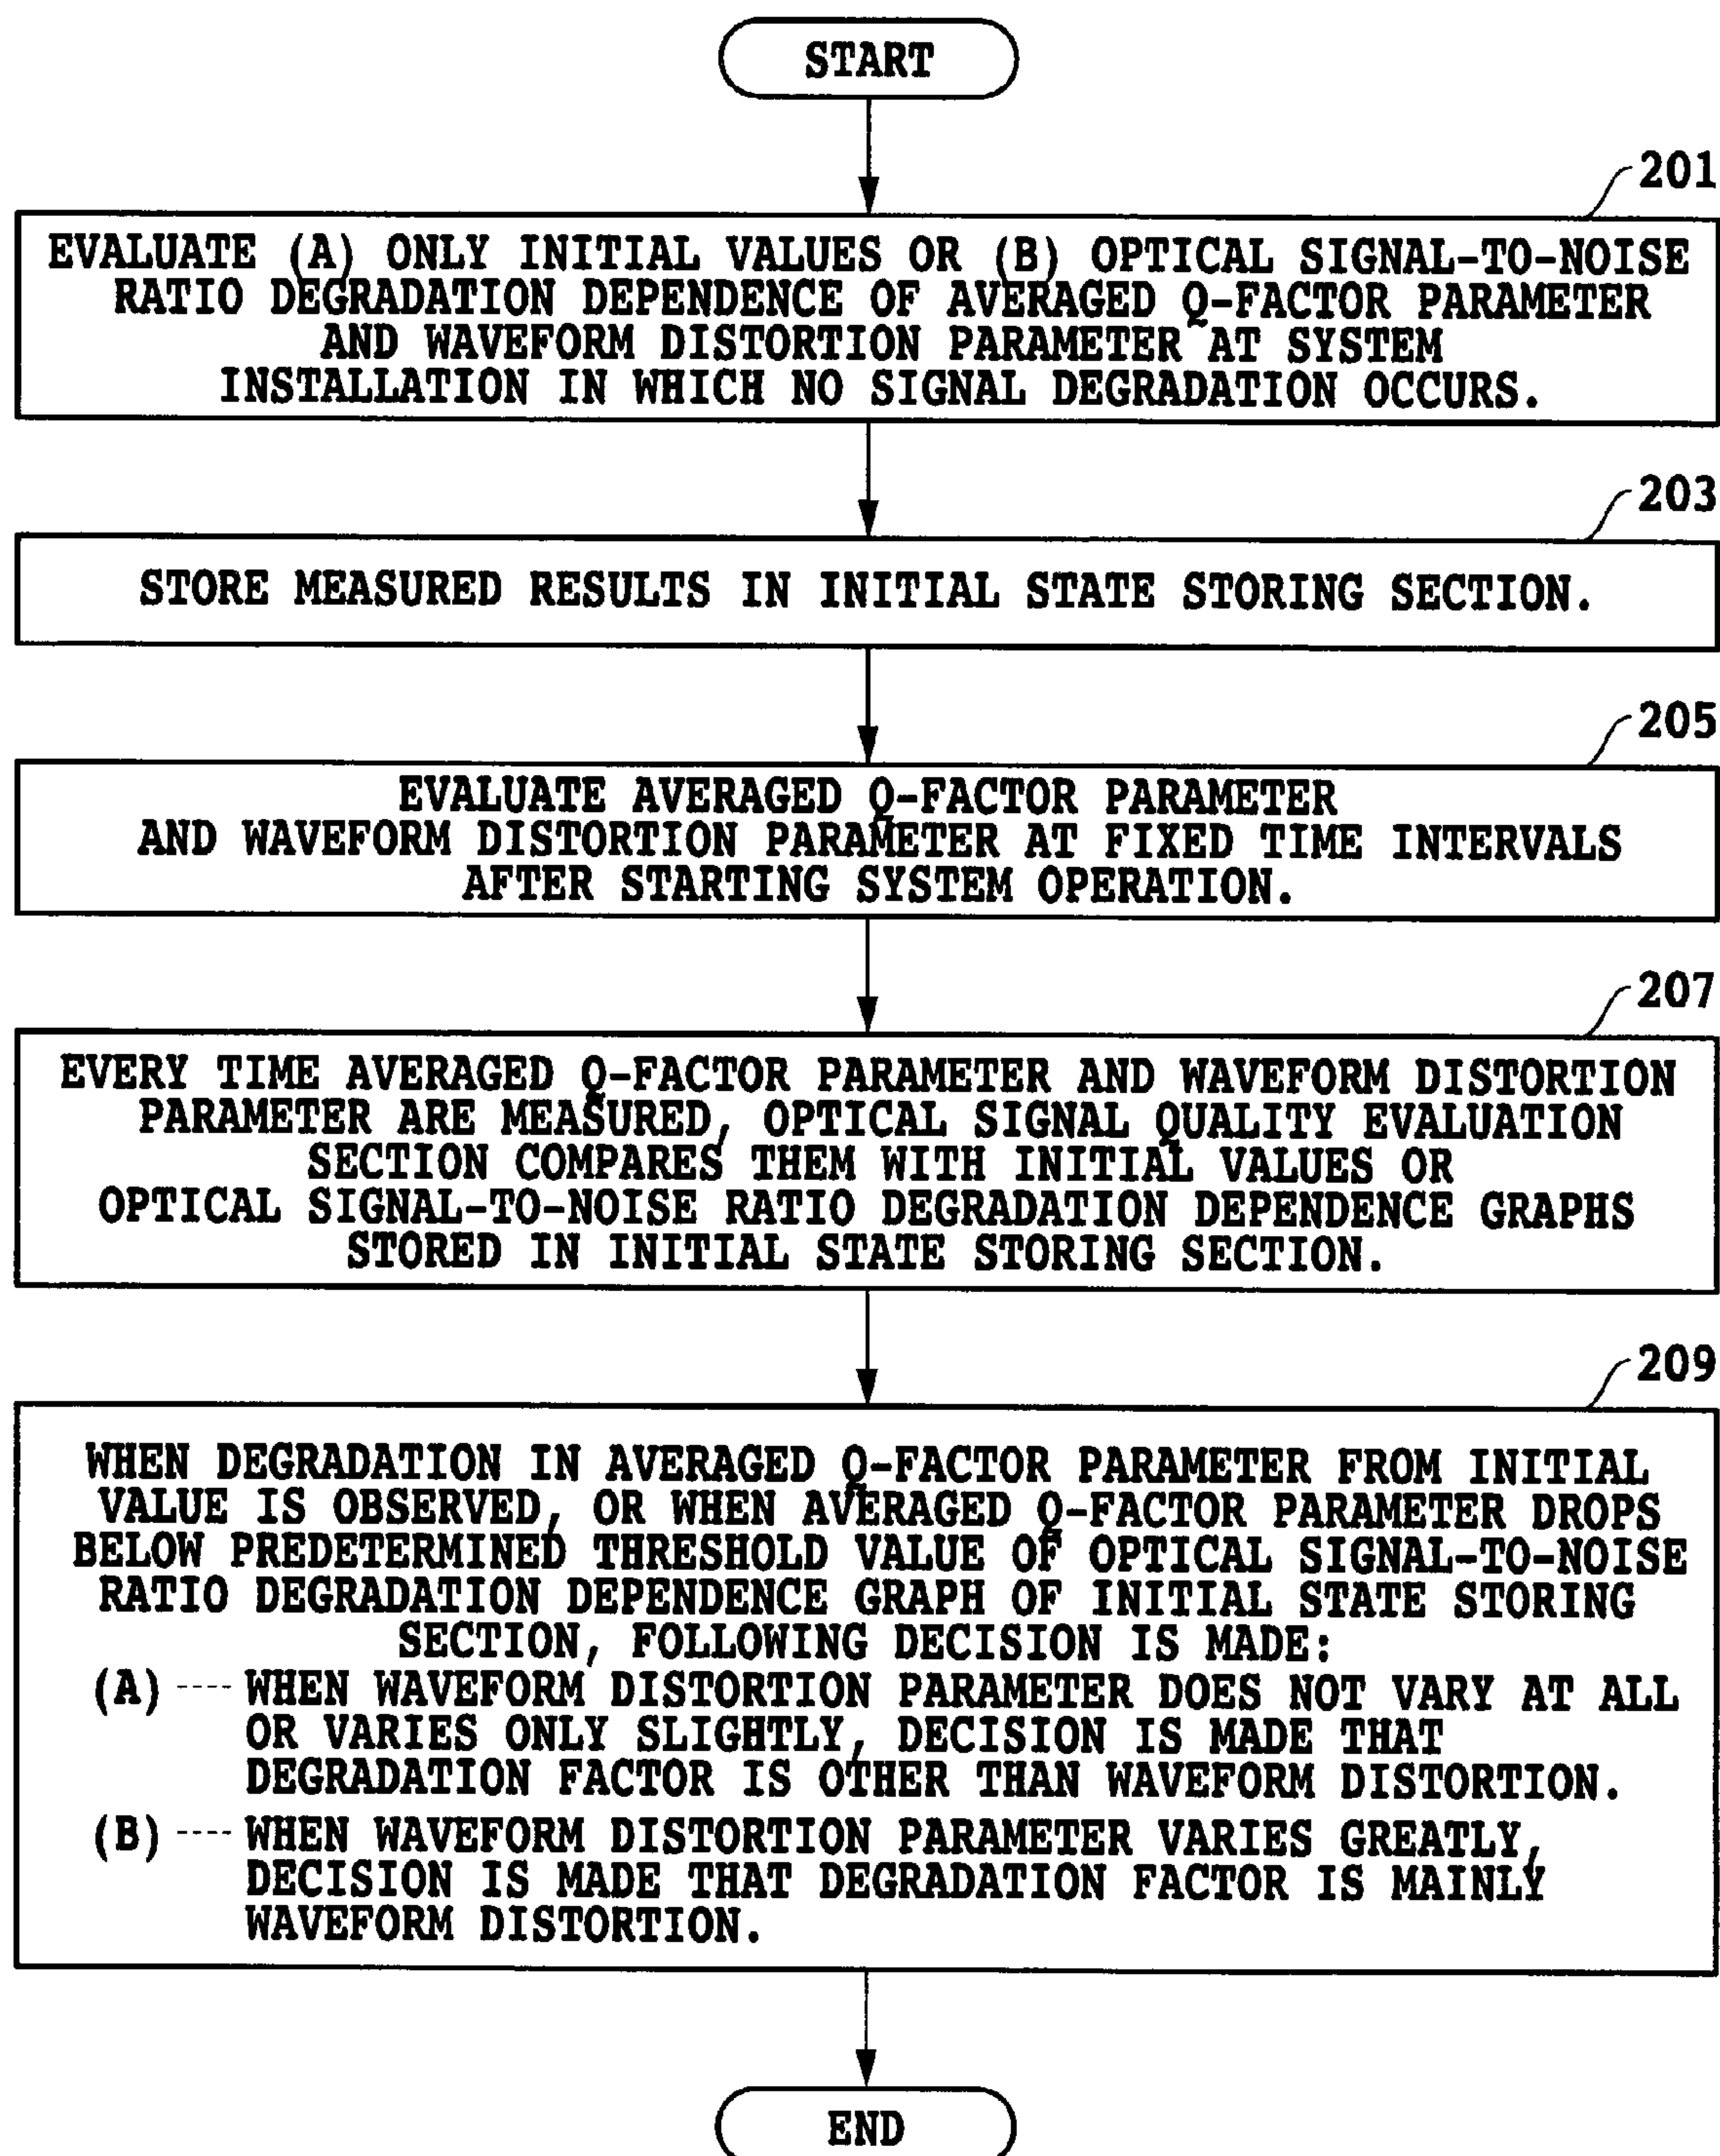 START
201
EVALUATE (A) ONLY INITIAL VALUES OR (B) OPTICAL SIGNAL-TO-NOISE
RATIO DEGRADATION DEPENDENCE OF AVERAGED Q-FACTOR PARAMETER
AND WAVEFORM DISTORTION PARAMETER AT SYSTEM
INSTALLATION IN WHICH NO SIGNAL DEGRADATION OCCURS.
203
STORE MEASURED RESULTS IN INITIAL STATE STORING SECTION.
205
EVALUATE AVERAGED Q-FACTOR PARAMETER
AND WAVEFORM DISTORTION PARAMETER AT FIXED TIME INTERVALS
AFTER STARTING SYSTEM OPERATION.
207
EVERY TIME AVERAGED Q-FACTOR PARAMETER AND WAVEFORM DISTORTION
PARAMETER ARE MEASURED, OPTICAL SIGNAL QUALITY EVALUATION
SECTION COMPARES THEM WITH INITIAL VALUES OR
OPTICAL SIGNAL-TO-NOISE RATIO DEGRADATION DEPENDENCE GRAPHS
STORED IN INITIAL STATE STORING SECTION.
209
WHEN DEGRADATION IN AVERAGED Q-FACTOR PARAMETER FROM INITIAL
VALUE IS OBSERVED, OR WHEN AVERAGED Q-FACTOR PARAMETER DROPS
BELOW PREDETERMINED THRESHOLD VALUE OF OPTICAL SIGNAL-TO-NOISE
RATIO DEGRADATION DEPENDENCE GRAPH OF INITIAL STATE STORING
SECTION, FOLLOWING DECISION IS MADE:
(A) ---- WHEN WAVEFORM DISTORTION PARAMETER DOES NOT VARY AT ALL
OR VARIES ONLY SLIGHTLY, DECISION IS MADE THAT
DEGRADATION FACTOR IS OTHER THAN WAVEFORM DISTORTION.
(B) ---- WHEN WAVEFORM DISTORTION PARAMETER VARIES GREATLY,
DECISION IS MADE THAT DEGRADATION FACTOR IS MAINLY
WAVEFORM DISTORTION.
END